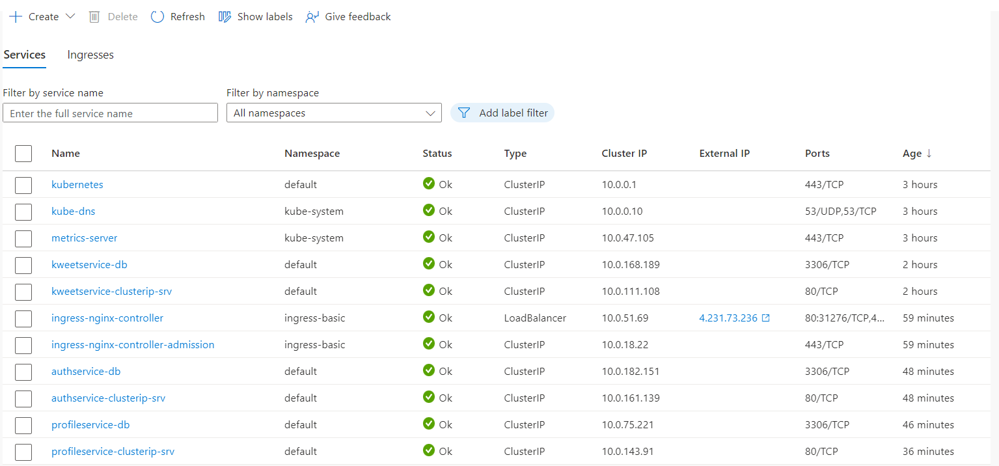 Create Delete Refresh Show labels Give feedback
Services Ingresses
Filter by service name Filter by namespace
Enter the full service name All namespaces Add label filter
Name Namespace Status Type Cluster IP External IP Ports Age ↓
kubernetes default Ok ClusterIP 10.0.0.1 443/TCP 3 hours
kube-dns kube-system Ok ClusterIP 10.0.0.10 53/UDP,53/TCP 3 hours
metrics-server kube-system Ok ClusterIP 10.0.47.105 443/TCP 3 hours
kweetservice-db default Ok ClusterIP 10.0.168.189 3306/TCP 2 hours
kweetservice-clusterip-srv default Ok ClusterIP 10.0.111.108 80/TCP 2 hours
ingress-nginx-controller ingress-basic Ok LoadBalancer 10.0.51.69 4.231.73.236 80:31276/TCP,4... 59 minutes
ingress-nginx-controller-admission ingress-basic Ok ClusterIP 10.0.18.22 443/TCP 59 minutes
authservice-db default Ok ClusterIP 10.0.182.151 3306/TCP 48 minutes
authservice-clusterip-srv default Ok ClusterIP 10.0.161.139 80/TCP 48 minutes
profileservice-db default Ok ClusterIP 10.0.75.221 3306/TCP 46 minutes
profileservice-clusterip-srv default Ok ClusterIP 10.0.143.91 80/TCP 36 minutes